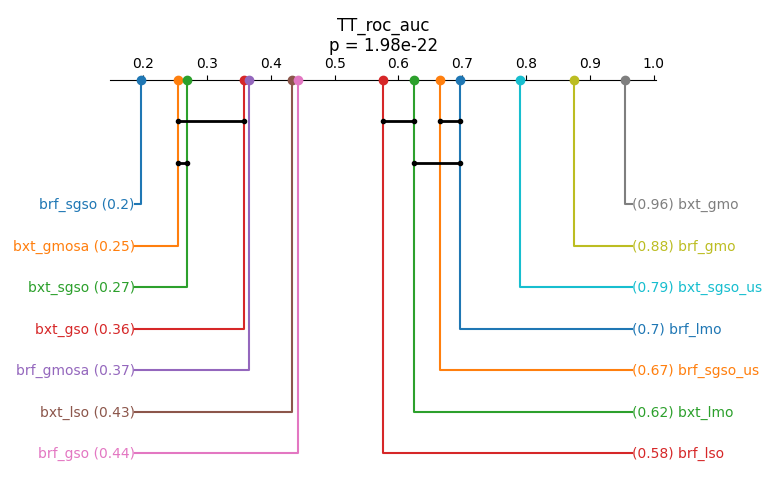 TT_roc_auc
p = 1.98e-22
0.2 0.3 0.4 0.5 0.6 0.7 0.8 0.9 1.0
brf_sgso (0.2)
(0.96) bxt_gmo
bxt_gmosa (0.25)
(0.88) brf_gmo
bxt_sgso (0.27)
(0.79) bxt_sgso_us
bxt_gso (0.36)
(0.7) brf_lmo
brf_gmosa (0.37)
(0.67) brf_sgso_us
bxt_lso (0.43)
(0.62) bxt_lmo
brf_gso (0.44)
(0.58) brf_lso